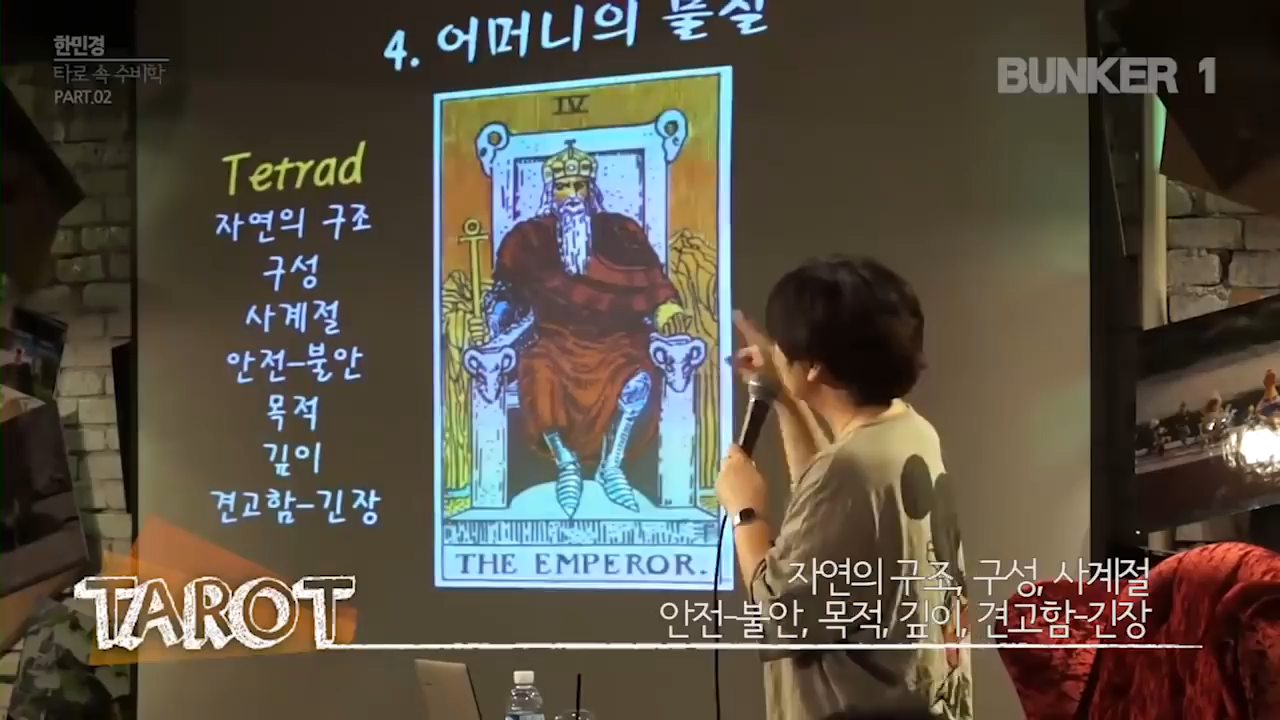 한민경
타로 속 수비학
PART.02
BUNKER 1
4. 어머니의 물질
IV
Tetrad
자연의 구조
구성
사계절
안전-불안
목적
깊이
견고함-긴장
THE EMPEROR.
TAROT
자연의 구조, 구성, 사계절
안전-불안, 목적, 깊이, 견고함-긴장